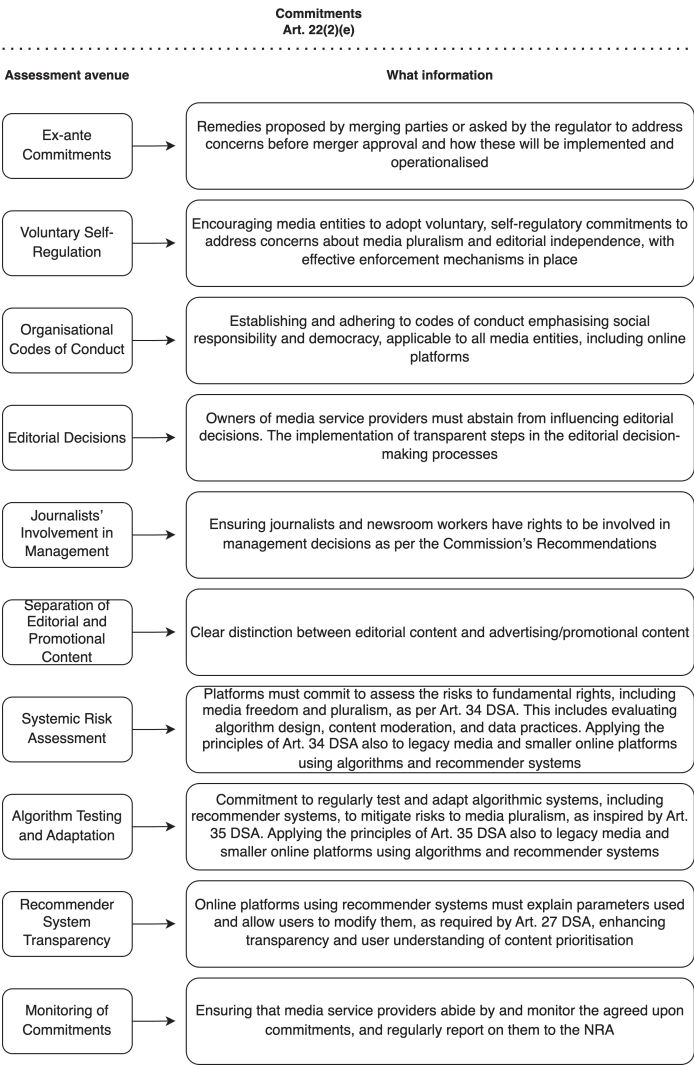 Commitments
Art. 22(2)(e)
Assessment avenue
What information
Ex-ante
Commitments
Remedies proposed by merging parties or asked by the regulator to address
concerns before merger approval and how these will be implemented and
operationalised
Voluntary Self-
Regulation
Encouraging media entities to adopt voluntary, self-regulatory commitments to
address concerns about media pluralism and editorial independence, with
effective enforcement mechanisms in place
Organisational
Codes of Conduct
Establishing and adhering to codes of conduct emphasising social
responsibility and democracy, applicable to all media entities, including online
platforms
Editorial Decisions
Owners of media service providers must abstain from influencing editorial
decisions. The implementation of transparent steps in the editorial decision-
making processes
Journalists’
Involvement in
Management
Ensuring journalists and newsroom workers have rights to be involved in
management decisions as per the Commission’s Recommendations
Separation of
Editorial and
Promotional
Content
Clear distinction between editorial content and advertising/promotional content
Systemic Risk
Assessment
Platforms must commit to assess the risks to fundamental rights, including
media freedom and pluralism, as per Art. 34 DSA. This includes evaluating
algorithm design, content moderation, and data practices. Applying the
principles of Art. 34 DSA also to legacy media and smaller online platforms
using algorithms and recommender systems
Algorithm Testing
and Adaptation
Commitment to regularly test and adapt algorithmic systems, including
recommender systems, to mitigate risks to media pluralism, as inspired by Art.
35 DSA. Applying the principles of Art. 35 DSA also to legacy media and
smaller online platforms using algorithms and recommender systems
Recommender
System
Transparency
Online platforms using recommender systems must explain parameters used
and allow users to modify them, as required by Art. 27 DSA, enhancing
transparency and user understanding of content prioritisation
Monitoring of
Commitments
Ensuring that media service providers abide by and monitor the agreed upon
commitments, and regularly report on them to the NRA